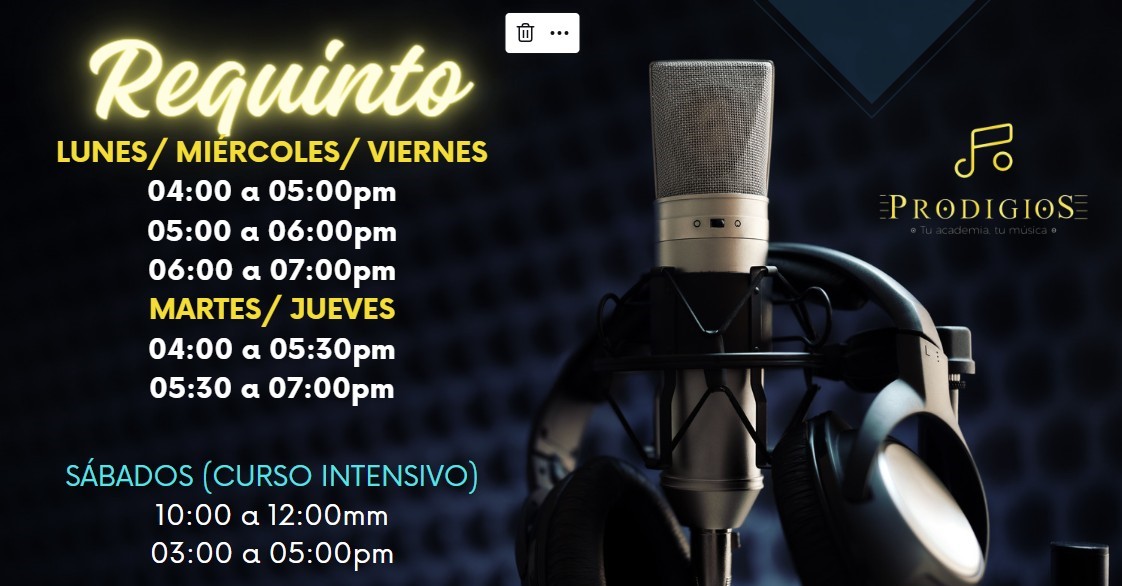 Requinto
LUNES/ MIÉRCOLES/ VIERNES
04:00 a 05:00pm
05:00 a 06:00pm
06:00 a 07:00pm
MARTES/ JUEVES
04:00 a 05:30pm
05:30 a 07:00pm
SÁBADOS (CURSO INTENSIVO)
10:00 a 12:00mm
03:00 a 05:00pm
PRODIGIOS
Tu academia, tu música